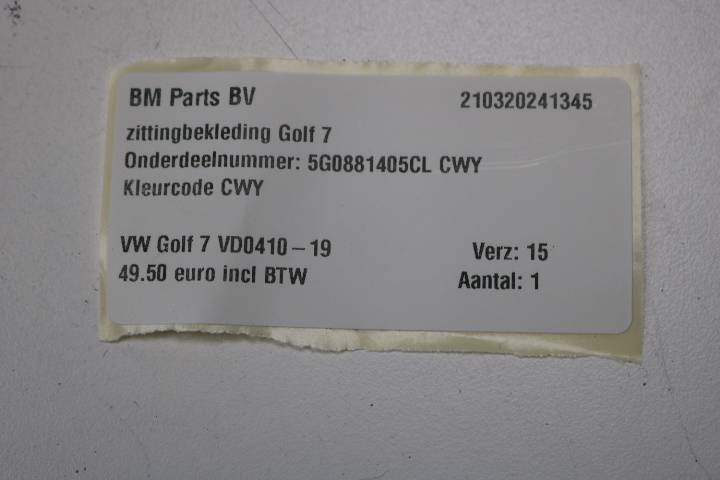 BM Parts BV 210320241345
zittingbekleding Golf 7
Onderdeelnummer: 5G0881405CL CWY
Kleurcode CWY
VW Golf 7 VD0410-19 Verz: 15
49.50 euro incl BTW Aantal: 1